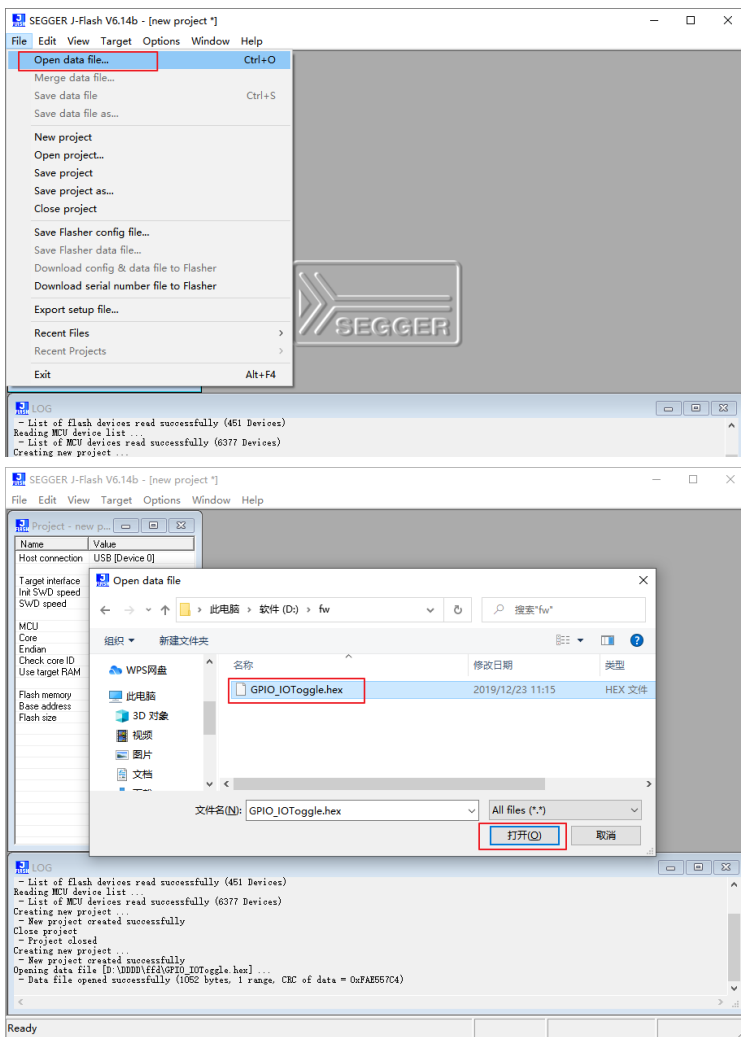 SEGGER J-Flash V6.14b - [new project *]
File Edit View Target Options Window Help
Open data file... Ctrl+O
Merge data file...
Save data file Ctrl+S
Save data file as...
New project
Open project...
Save project
Save project as...
Close project
Save Flasher config file...
Save Flasher data file...
Download config & data file to Flasher
Download serial number file to Flasher
Export setup file...
Recent Files
Recent Projects
Exit Alt+F4
SEGGER
LOG
- List of flash devices read successfully (451 Devices)
Reading MCU device list ...
- List of MCU devices read successfully (6377 Devices)
Creating new project ...
SEGGER J-Flash V6.14b - [new project *]
File Edit View Target Options Window Help
Project - new p...
Name Value
Host connection USB [Device 0]
Target interface
Init SWD speed
SWD speed
MCU
Core
Endian
Check core ID
Use target RAM
Flash memory
Base address
Flash size
Open data file
此电脑 › 软件 (D:) › fw
搜索"fw"
组织 新建文件夹
名称 修改日期 类型
WPS网盘
此电脑
3D 对象
视频
图片
文档
GPIO_IOToggle.hex 2019/12/23 11:15 HEX 文件
文件名(N): GPIO_IOToggle.hex All files (*.*)
打开(O) 取消
LOG
- List of flash devices read successfully (451 Devices)
Reading MCU device list ...
- List of MCU devices read successfully (6377 Devices)
Creating new project ...
- New project created successfully
Close project
- Project closed
Creating new project ...
- New project created successfully
Opening data file [D:\DDDD\ffd\GPIO_IOToggle.hex] ...
- Data file opened successfully (1052 bytes, 1 range, CRC of data = 0xFAE557C4)
Ready